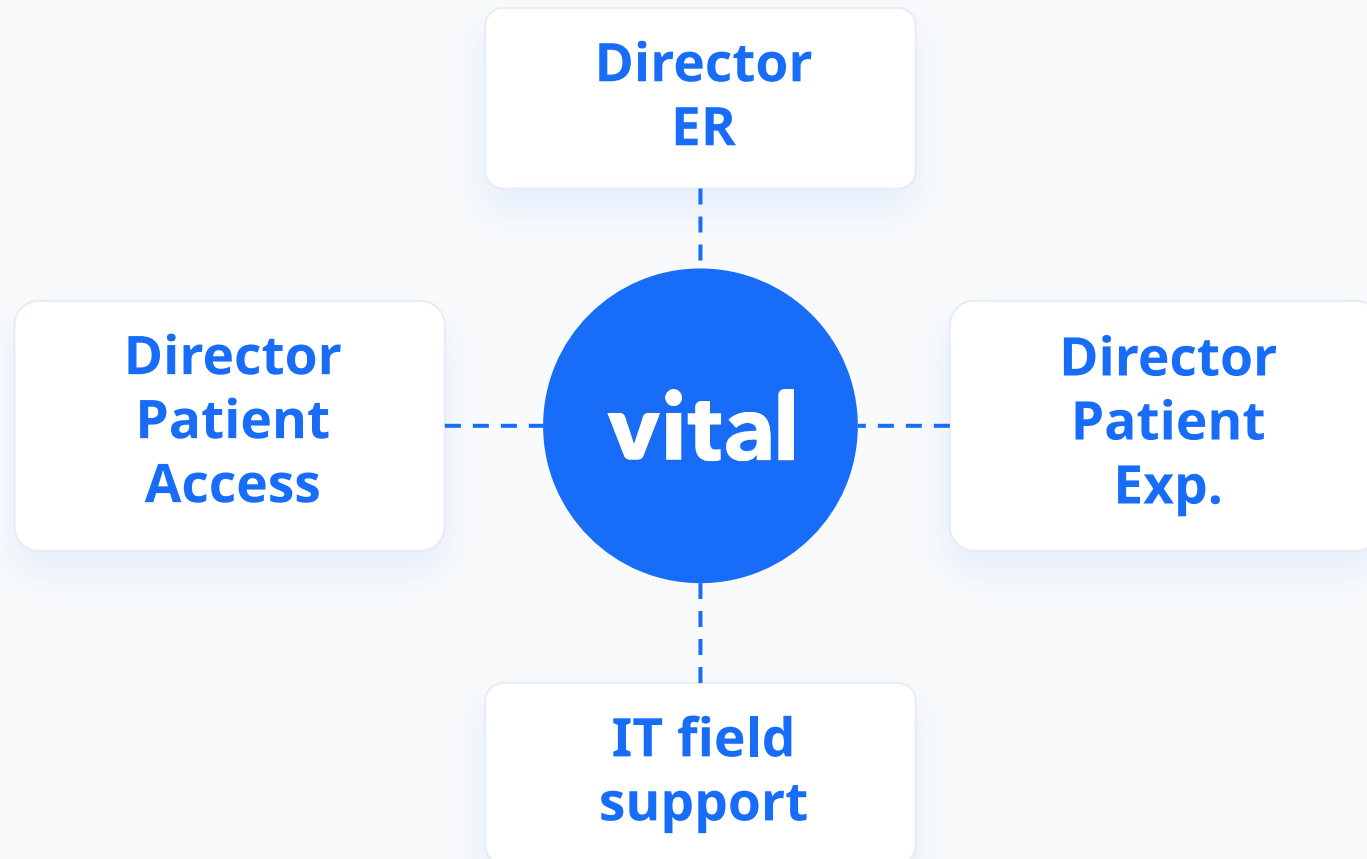 Director
ER
Director
Patient
Access
vital
Director
Patient
Exp.
IT field
support